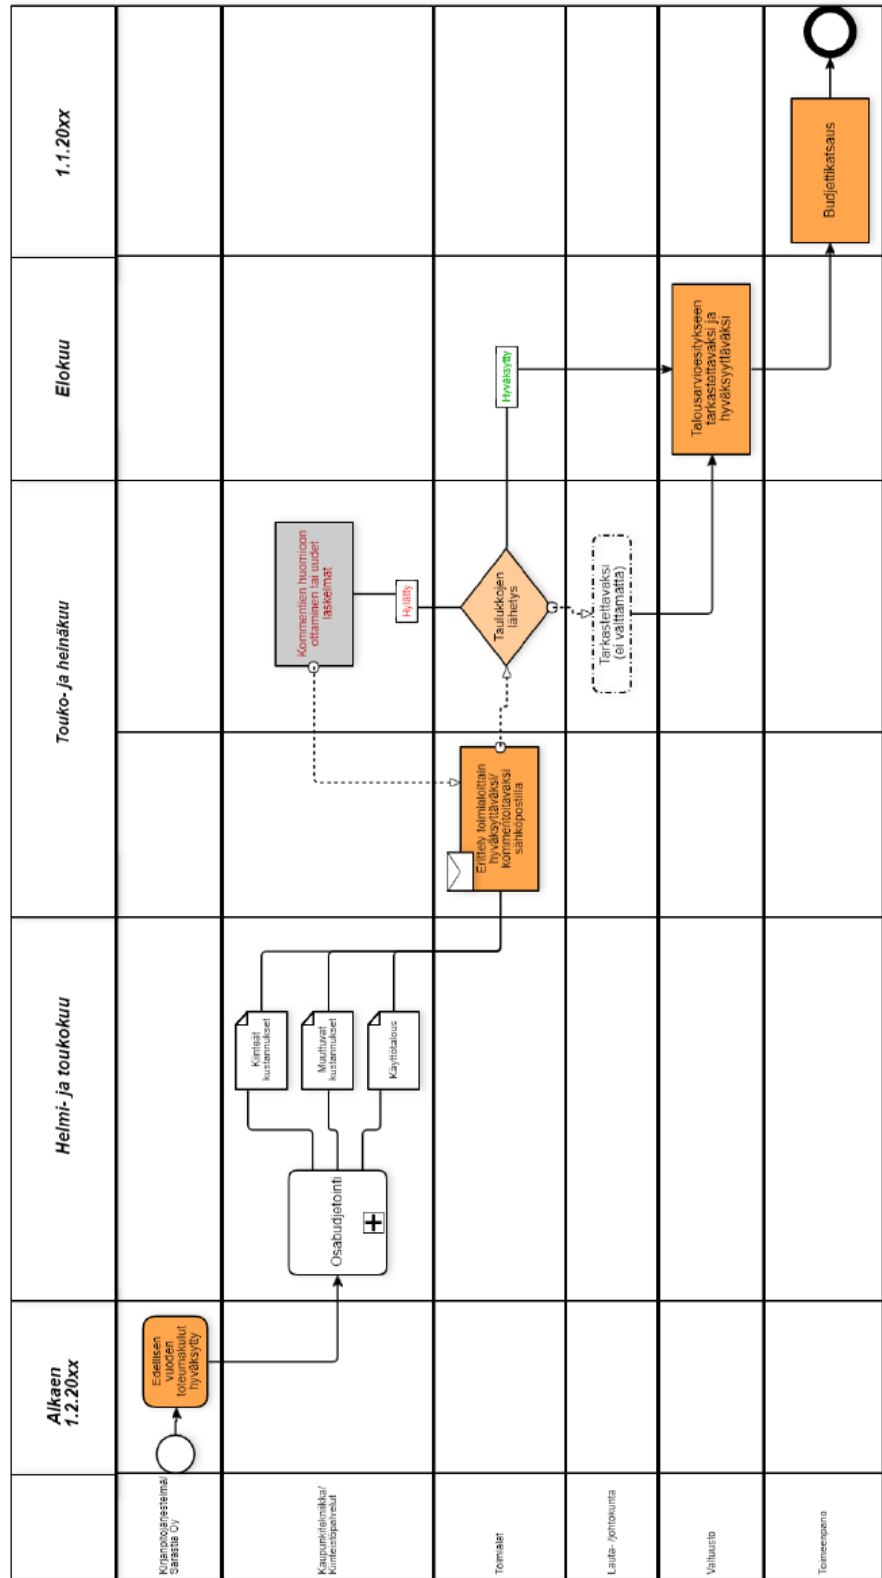 Alkaen
1.2.20xx
Helmi- ja toukokuu
Touko- ja heinäkuu
Elokuu
1.1.20xx
Kirjanpitojärjestelmä/
Sarastia Oy
Edellisen
vuoden
toteumakulut
hyväksytty
Kaupunkitekniikka/
Kiinteistöpalvelut
Osabudjetointi
Kiinteät
kustannukset
Muuttuvat
kustannukset
Käyttötalous
Kommentien huomioon
ottaminen tai uudet
laskelmat
Hylätty
Toimialat
Erittely toimialoittain
hyväksyttäväksi/
kommentoitavaksi
sähköpostilla
Taulukkojen
lähetys
Hyväksytty
Lauta- /johtokunta
Tarkastettavaksi
(ei välttämättä)
Valtuusto
Talousarvioesitykseen
tarkastettavaksi ja
hyväksyyttäväksi
Toimeenpano
Budjettikatsaus